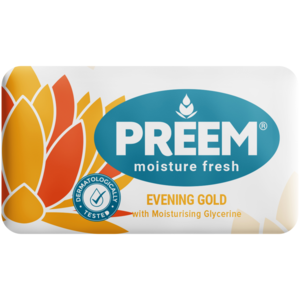 PREEM®
moisture fresh
DERMATOLOGICALLY
TESTED
EVENING GOLD
with Moisturising Glycerine